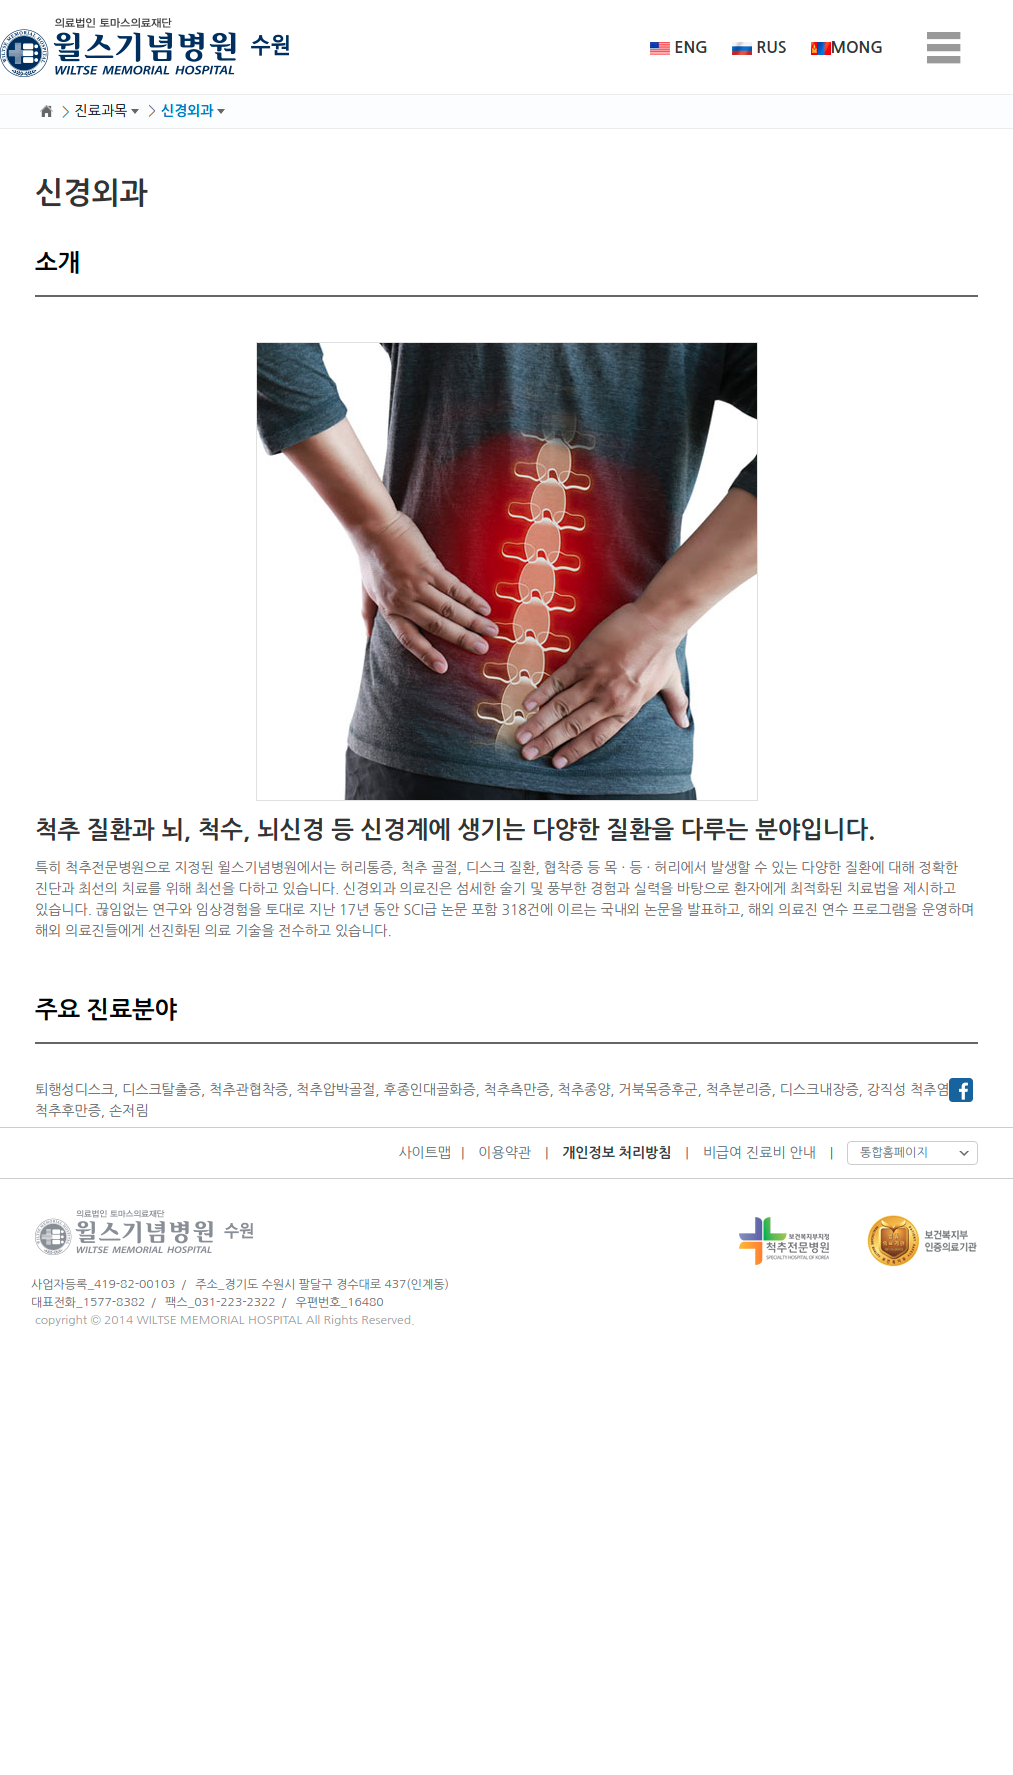 의료법인 토마스의료재단
윌스기념병원 수원
WILTSE MEMORIAL HOSPITAL
ENG RUS MONG
진료과목 신경외과
신경외과
소개
척추 질환과 뇌, 척수, 뇌신경 등 신경계에 생기는 다양한 질환을 다루는 분야입니다.
특히 척추전문병원으로 지정된 윌스기념병원에서는 허리통증, 척추 골절, 디스크 질환, 협착증 등 목 · 등 · 허리에서 발생할 수 있는 다양한 질환에 대해 정확한
진단과 최선의 치료를 위해 최선을 다하고 있습니다. 신경외과 의료진은 섬세한 술기 및 풍부한 경험과 실력을 바탕으로 환자에게 최적화된 치료법을 제시하고
있습니다. 끊임없는 연구와 임상경험을 토대로 지난 17년 동안 SCI급 논문 포함 318건에 이르는 국내외 논문을 발표하고, 해외 의료진 연수 프로그램을 운영하며
해외 의료진들에게 선진화된 의료 기술을 전수하고 있습니다.
주요 진료분야
퇴행성디스크, 디스크탈출증, 척추관협착증, 척추압박골절, 후종인대골화증, 척추측만증, 척추종양, 거북목증후군, 척추분리증, 디스크내장증, 강직성 척추염
척추후만증, 손저림
사이트맵 | 이용약관 | 개인정보 처리방침 | 비급여 진료비 안내 | 통합홈페이지
의료법인 토마스의료재단
윌스기념병원 수원
WILTSE MEMORIAL HOSPITAL
보건복지부지정
척추전문병원
SPECIALTY HOSPITAL OF KOREA
보건복지부
인증의료기관
사업자등록_419-82-00103 / 주소_경기도 수원시 팔달구 경수대로 437(인계동)
대표전화_1577-8382 / 팩스_031-223-2322 / 우편번호_16480
copyright © 2014 WILTSE MEMORIAL HOSPITAL All Rights Reserved.